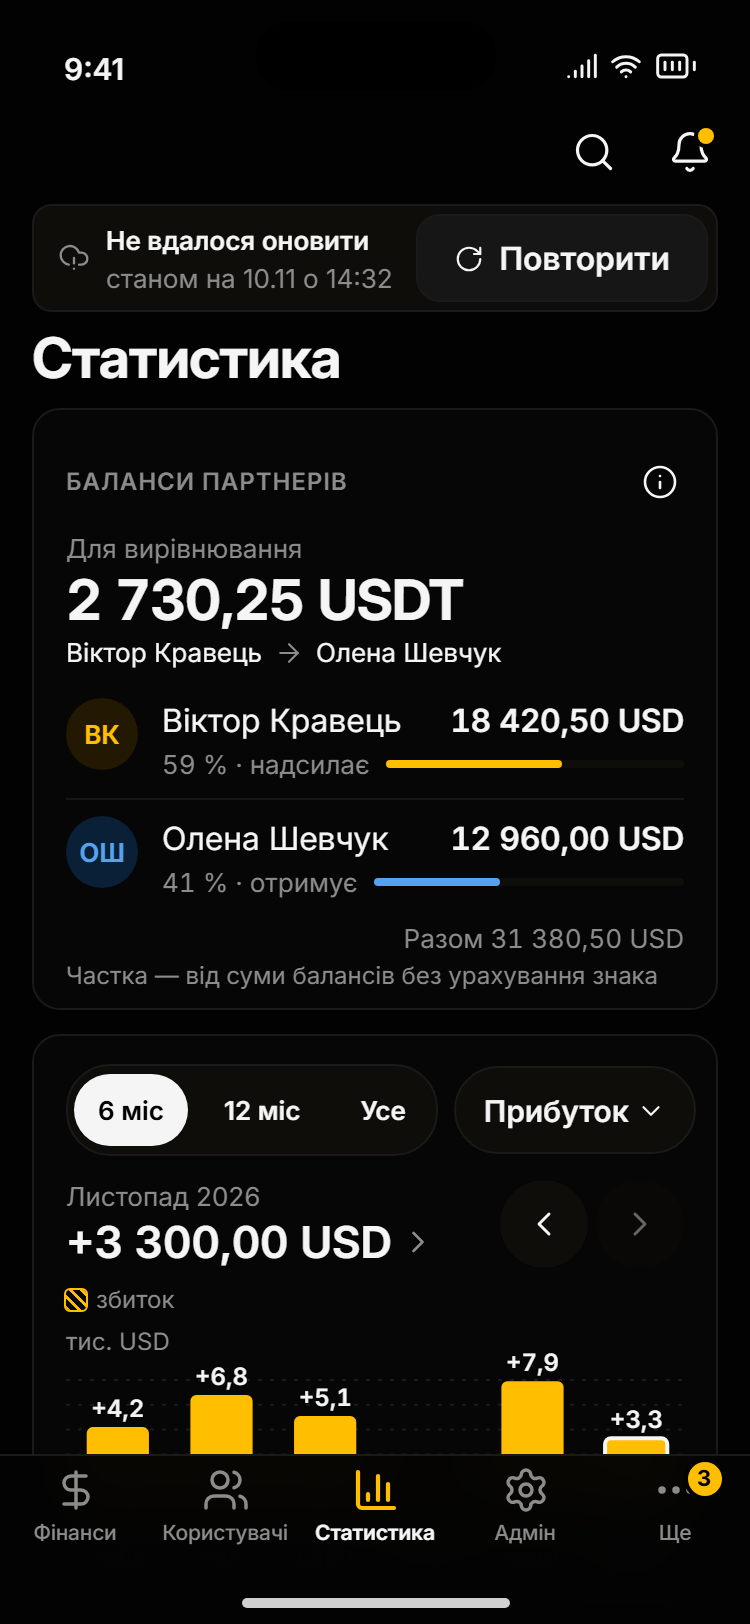 9:41
Не вдалося оновити
станом на 10.11 о 14:32
Повторити
Статистика
БАЛАНСИ ПАРТНЕРІВ
Для вирівнювання
2 730,25 USDT
Віктор Кравець → Олена Шевчук
ВК
Віктор Кравець 18 420,50 USD
59 % · надсилає
ОШ
Олена Шевчук 12 960,00 USD
41 % · отримує
Разом 31 380,50 USD
Частка — від суми балансів без урахування знака
6 міс 12 міс Усе Прибуток
Листопад 2026
+3 300,00 USD
збиток
тис. USD
+4,2 +6,8 +5,1 +7,9 +3,3
3
Фінанси Користувачі Статистика Адмін Ще